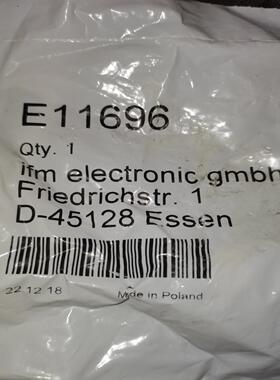 E11696
Qty. 1
ifm electronic gmbh
Friedrichstr. 1
D-45128 Essen
22.12.18 Made in Poland